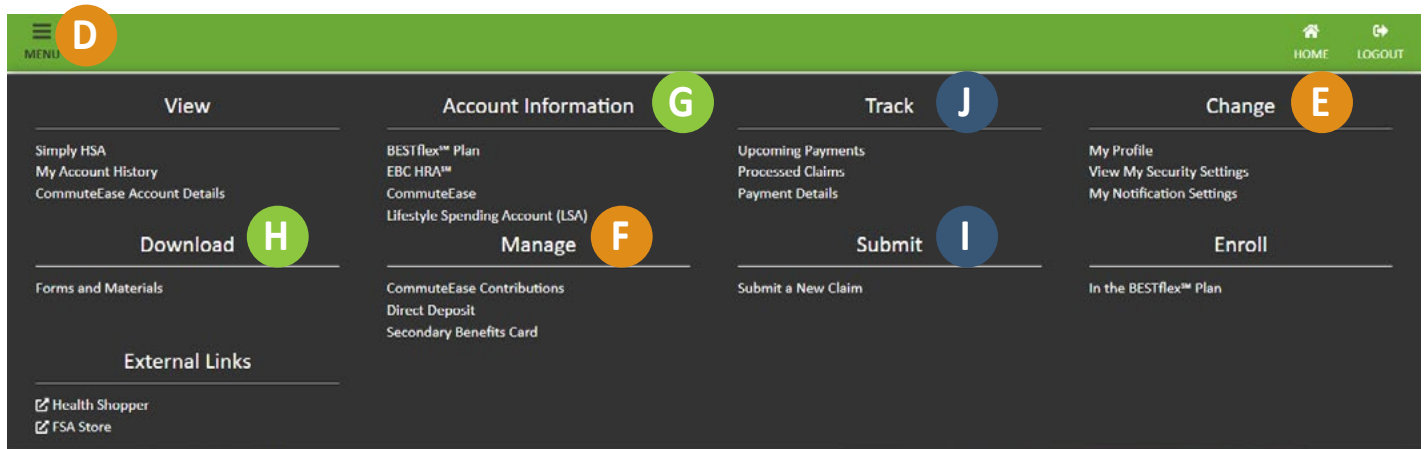 D
MENU
HOME
LOGOUT
View
Simply HSA
My Account History
CommuteEase Account Details
Account Information
G
BESTflex℠ Plan
EBC HRA℠
CommuteEase
Lifestyle Spending Account (LSA)
Track
J
Upcoming Payments
Processed Claims
Payment Details
Change
E
My Profile
View My Security Settings
My Notification Settings
Download
H
Forms and Materials
Manage
F
CommuteEase Contributions
Direct Deposit
Secondary Benefits Card
Submit
I
Submit a New Claim
Enroll
In the BESTflex℠ Plan
External Links
Health Shopper
FSA Store